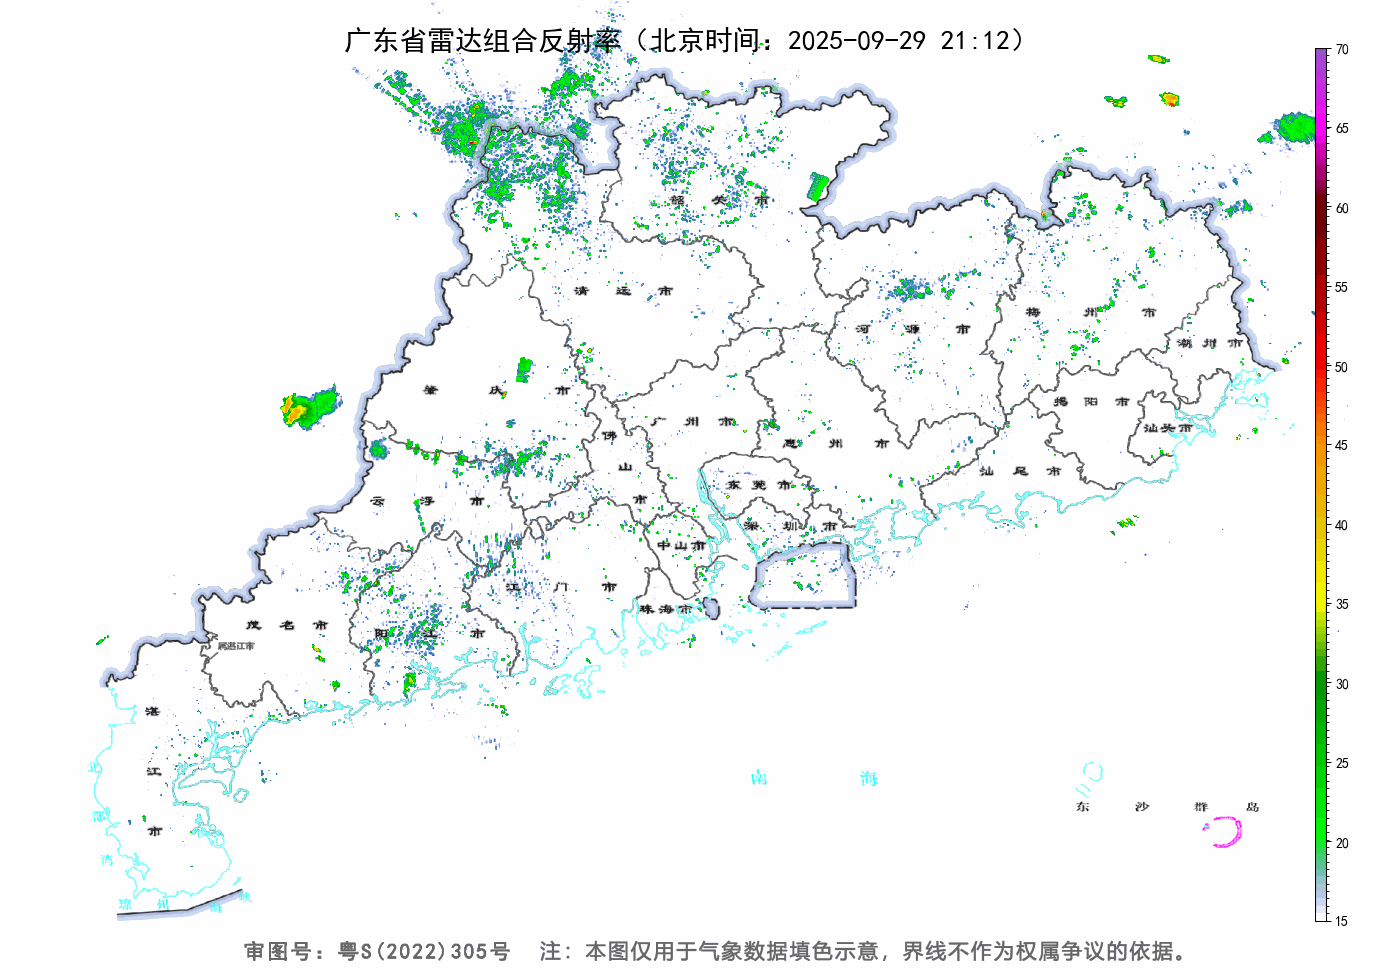 广东省雷达组合反射率（北京时间：2025-09-29 21:12）
70
65
60
55
50
45
40
35
30
25
20
15
韶关市
清远市
河源市
梅州市
潮州市
肇庆市
广州市
佛山市
惠州市
揭阳市
汕头市
汕尾市
东莞市
云浮市
深圳市
中山市
江门市
珠海市
茂名市
阳江市
属湛江市
湛江市
北部湾
南海
东沙群岛
琼州海峡
审图号：粤S(2022)305号 注：本图仅用于气象数据填色示意，界线不作为权属争议的依据。